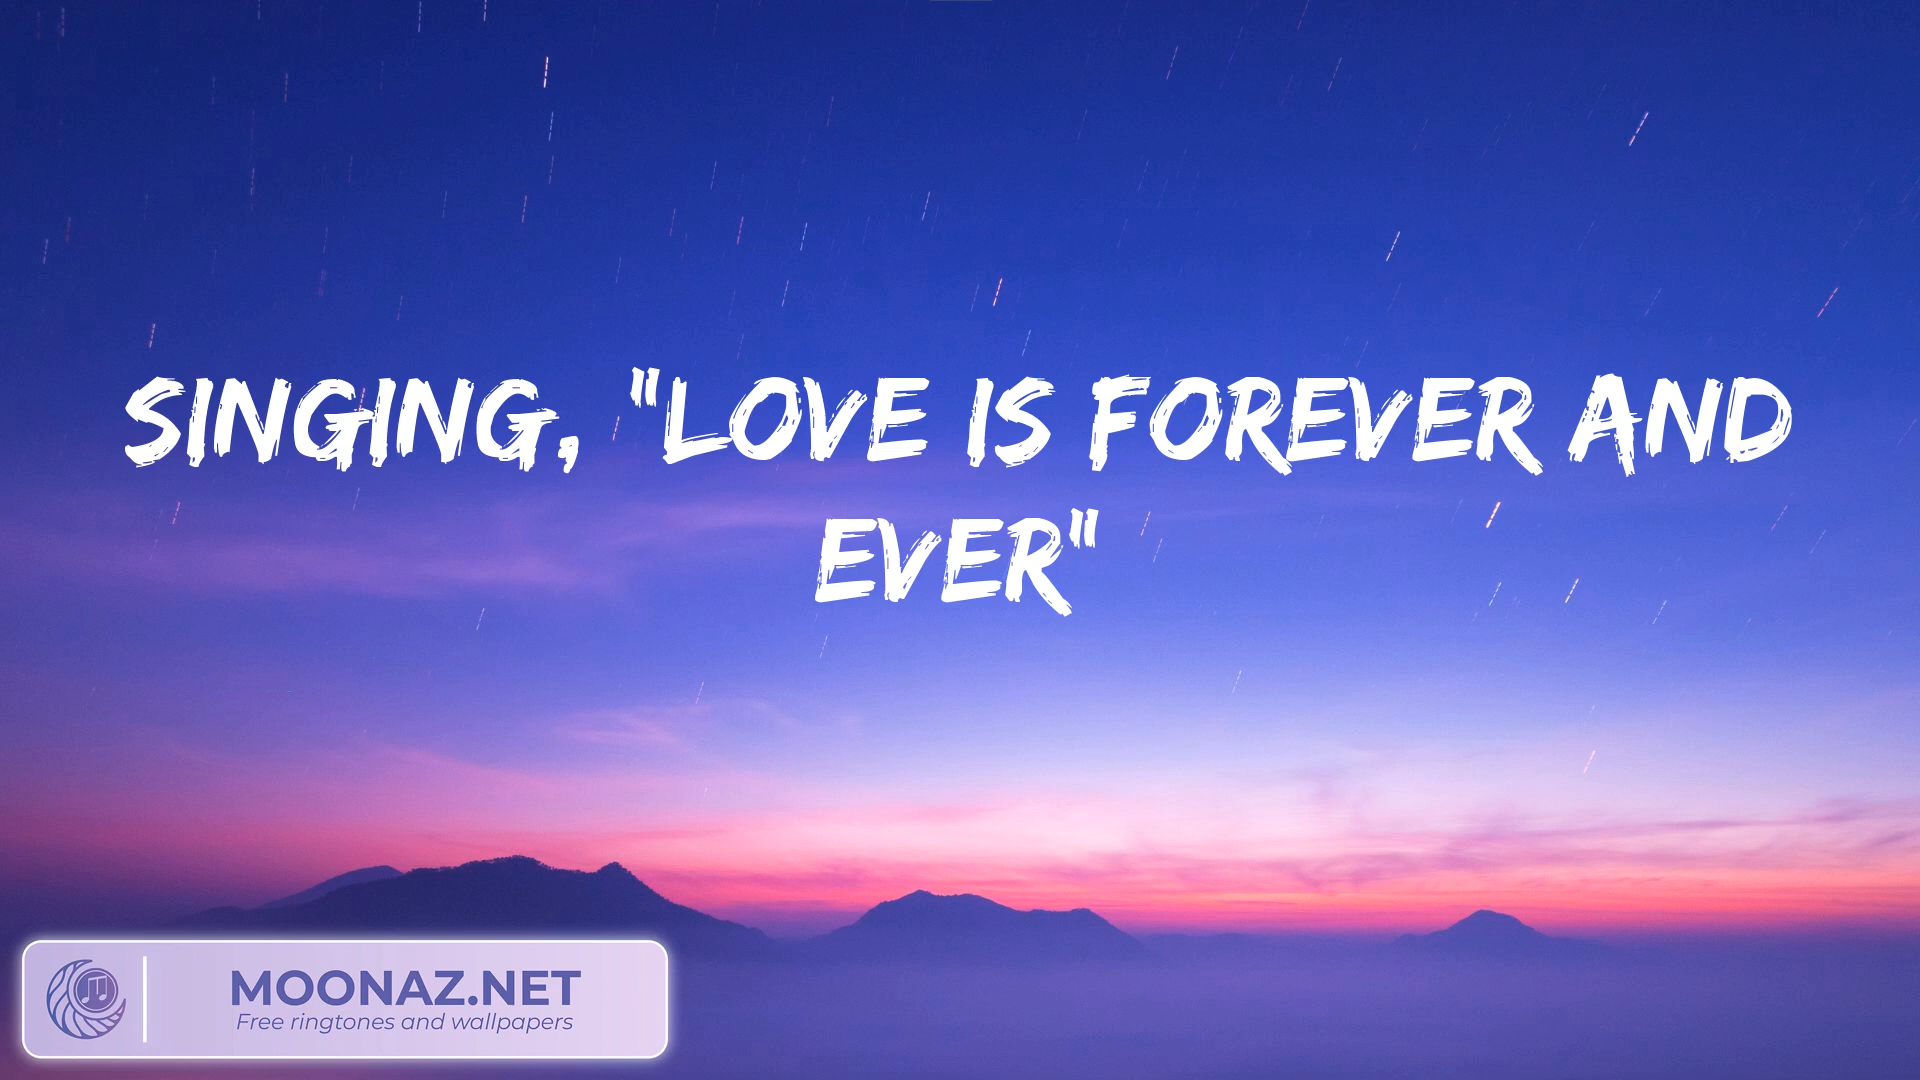 SINGING, "LOVE IS FOREVER AND
EVER"
MOONAZ.NET
Free ringtones and wallpapers